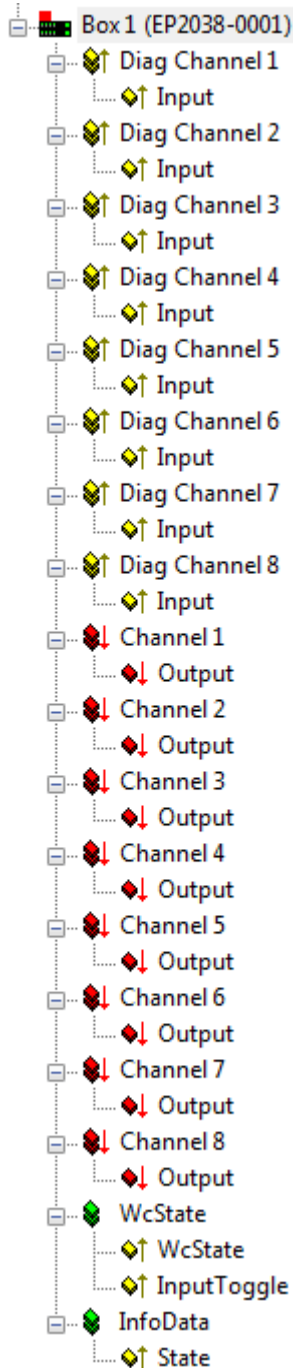 Box 1 (EP2038-0001)
Diag Channel 1
Input
Diag Channel 2
Input
Diag Channel 3
Input
Diag Channel 4
Input
Diag Channel 5
Input
Diag Channel 6
Input
Diag Channel 7
Input
Diag Channel 8
Input
Channel 1
Output
Channel 2
Output
Channel 3
Output
Channel 4
Output
Channel 5
Output
Channel 6
Output
Channel 7
Output
Channel 8
Output
WcState
WcState
InputToggle
InfoData
State